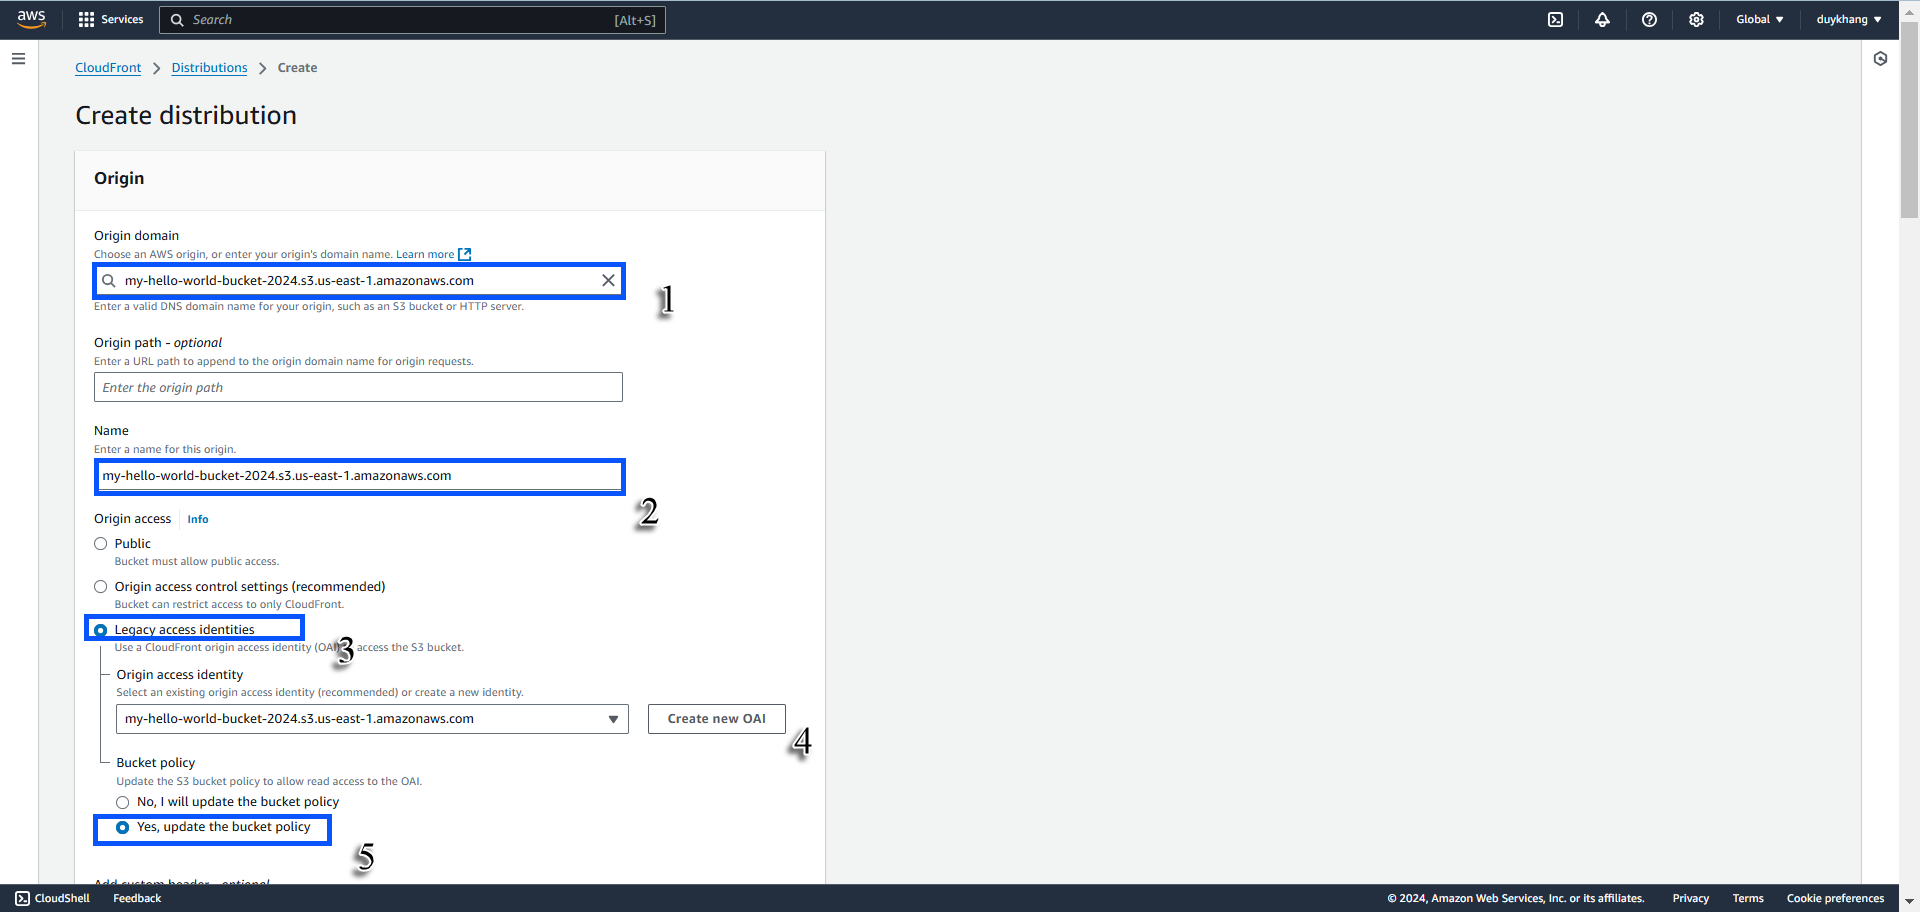 aws
Services
Search
[Alt+S]
Global
duykhang
CloudFront
Distributions
Create
Create distribution
Origin
Origin domain
Choose an AWS origin, or enter your origin's domain name. Learn more
my-hello-world-bucket-2024.s3.us-east-1.amazonaws.com
1
Enter a valid DNS domain name for your origin, such as an S3 bucket or HTTP server.
Origin path - optional
Enter a URL path to append to the origin domain name for origin requests.
Enter the origin path
Name
Enter a name for this origin.
my-hello-world-bucket-2024.s3.us-east-1.amazonaws.com
2
Origin access
Info
Public
Bucket must allow public access.
Origin access control settings (recommended)
Bucket can restrict access to only CloudFront.
Legacy access identities
3
Use a CloudFront origin access identity (OAI access the S3 bucket.
Origin access identity
Select an existing origin access identity (recommended) or create a new identity.
my-hello-world-bucket-2024.s3.us-east-1.amazonaws.com
Create new OAI
4
Bucket policy
Update the S3 bucket policy to allow read access to the OAI.
No, I will update the bucket policy
Yes, update the bucket policy
5
Add custom header - optional
CloudShell
Feedback
© 2024, Amazon Web Services, Inc. or its affiliates.
Privacy
Terms
Cookie preferences